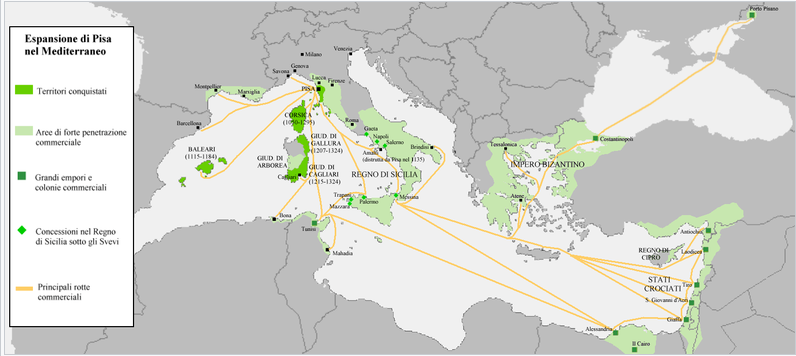 Espansione di Pisa
nel Mediterraneo
Territori conquistati
Aree di forte penetrazione
commerciale
Grandi empori e
colonie commerciali
Concessioni nel Regno
di Sicilia sotto gli Svevi
Principali rotte
commerciali
Porto Pisano
Milano
Venezia
Genova
Savona
Lucca
Firenze
PISA
Montpellier
Marsiglia
Barcellona
CORSICA
(1050-1295)
Roma
Gaeta
Napoli
Salerno
Amalfi
(distrutta da Pisa nel 1135)
Brindisi
BALEARI
(1115-1184)
GIUD. DI
GALLURA
(1207-1324)
GIUD. DI
ARBOREA
GIUD. DI
CAGLIARI
(1215-1324)
Cagliari
REGNO DI SICILIA
Trapani
Mazzara
Palermo
Messina
Bona
Tunisi
Mahadia
Tessalonica
Costantinopoli
IMPERO BIZANTINO
Atene
REGNO DI
CIPRO
Antiochia
Laodicea
STATI
CROCIATI
Tiro
S. Giovanni d'Acri
Giaffa
Alessandria
Il Cairo